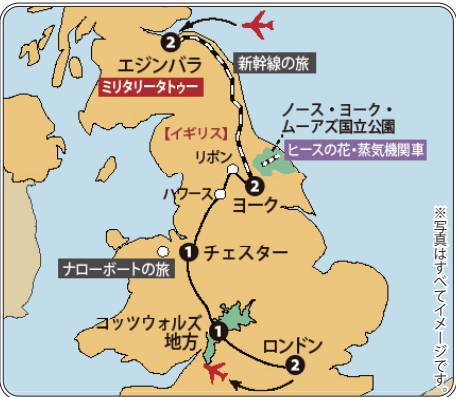 2
エジンバラ
ミリタリータトゥー
新幹線の旅
ノース・ヨーク・
ムーアズ国立公園
ヒースの花・蒸気機関車
【イギリス】
リポン
ハワース
2
ヨーク
1
チェスター
ナローボートの旅
コッツウォルズ
地方
1
ロンドン
2
※写真はすべてイメージです。